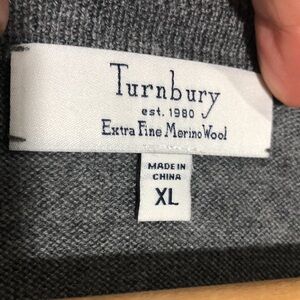 Turnbury
est. 1980
Extra Fine Merino Wool
MADE IN
CHINA
XL